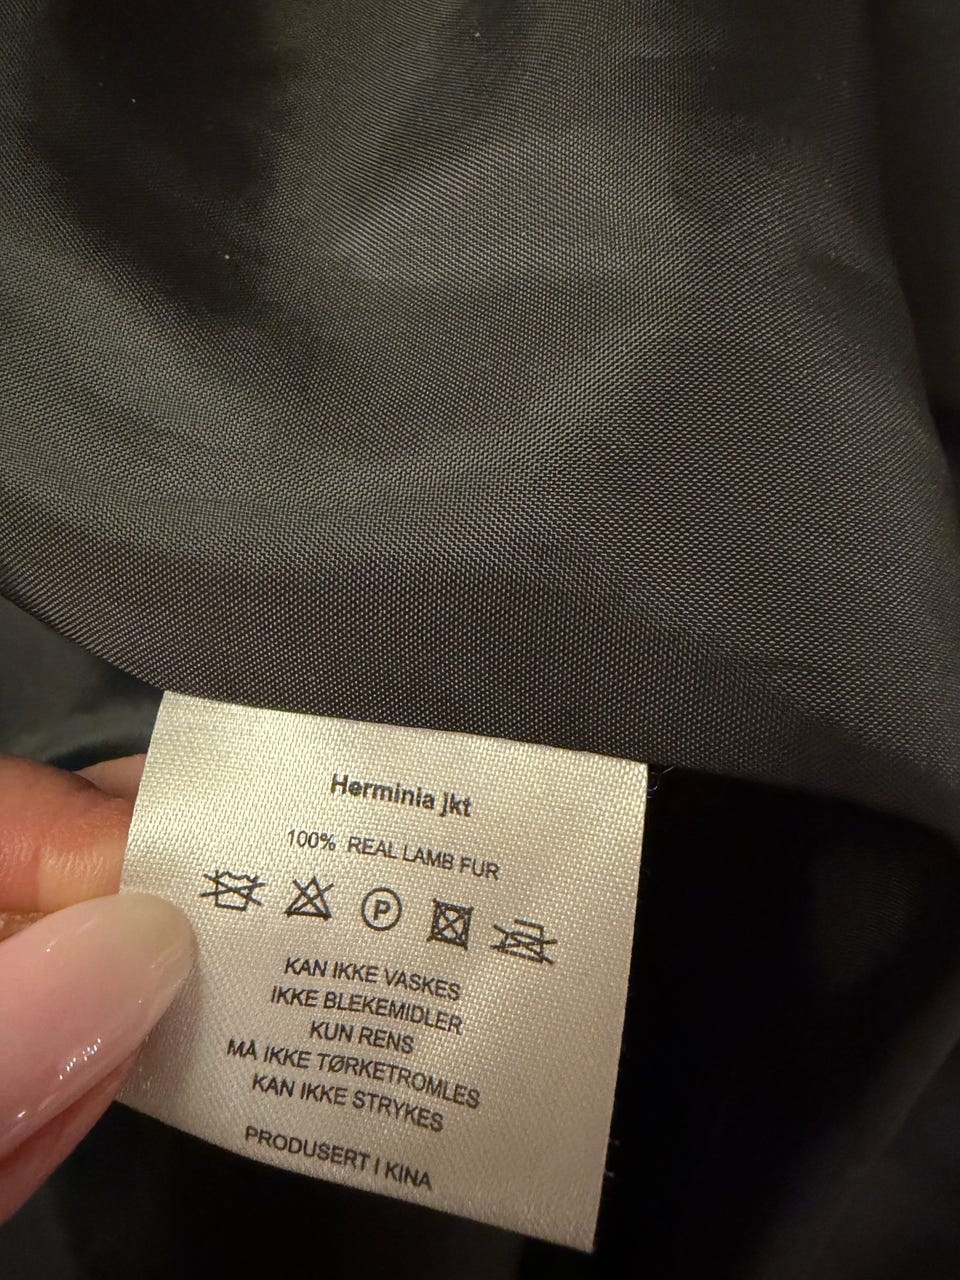 Herminia jkt
100% REAL LAMB FUR
P
KAN IKKE VASKES
IKKE BLEKEMIDLER
KUN RENS
MÅ IKKE TØRKETROMLES
KAN IKKE STRYKES
PRODUSERT I KINA